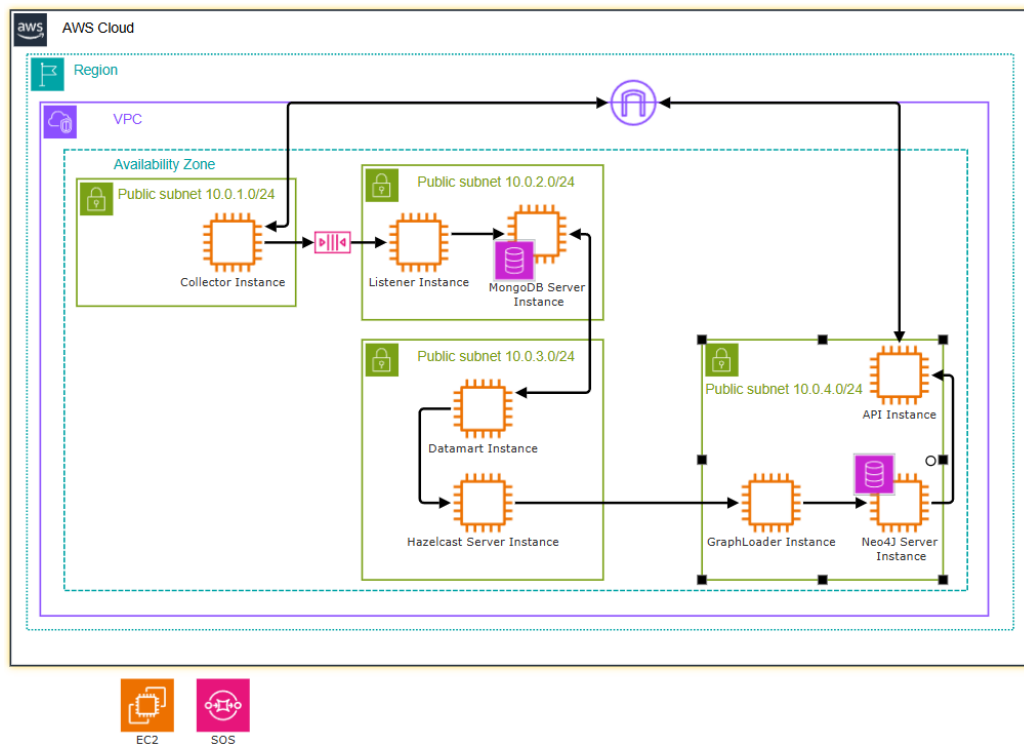 aws
AWS Cloud
Region
VPC
Availability Zone
Public subnet 10.0.1.0/24
Collector Instance
Public subnet 10.0.2.0/24
Listener Instance
MongoDB Server
Instance
Public subnet 10.0.3.0/24
Datamart Instance
Hazelcast Server Instance
Public subnet 10.0.4.0/24
API Instance
GraphLoader Instance
Neo4J Server
Instance
EC2
SOS